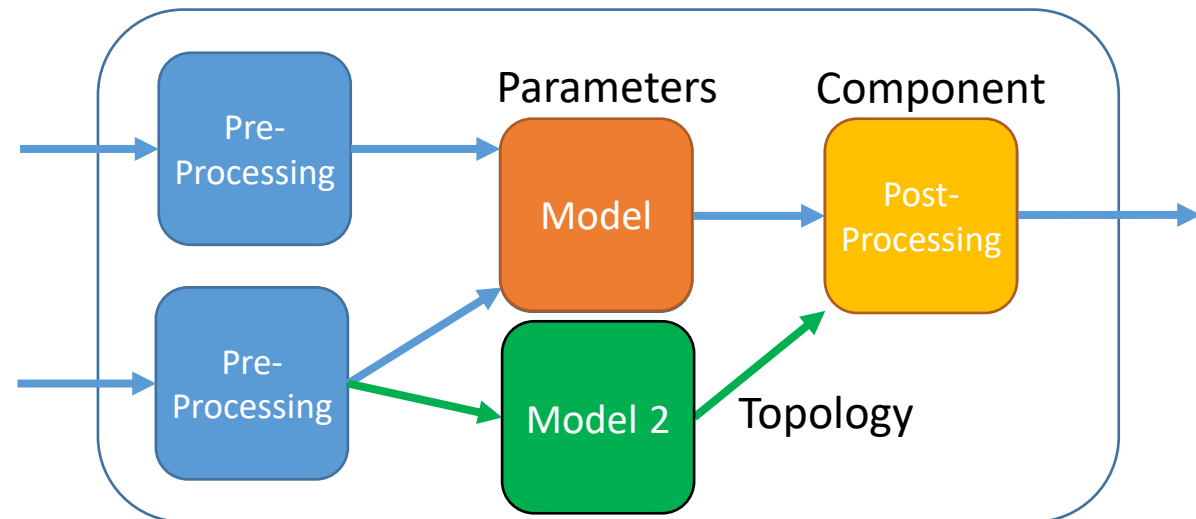 Parameters
Component
Pre-
Processing
Model
Post-
Processing
Pre-
Processing
Model 2
Topology